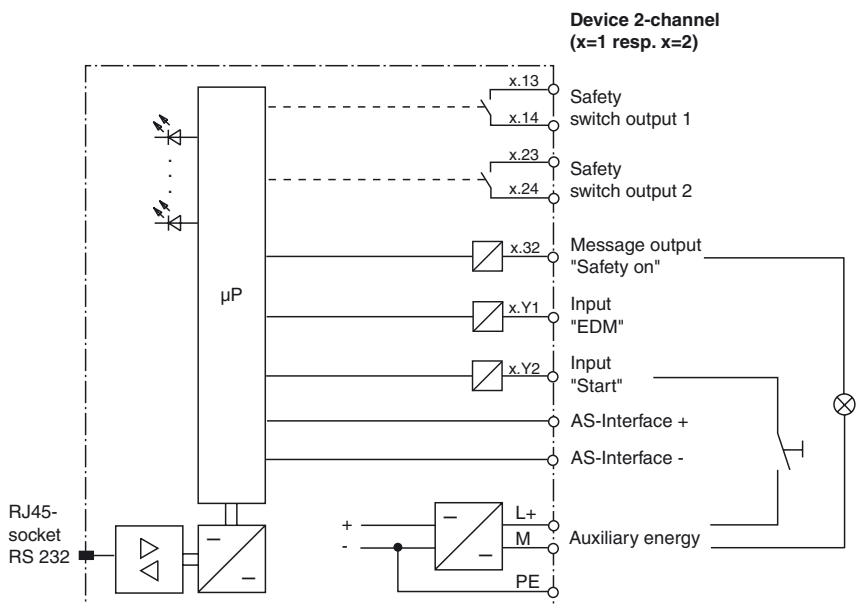 Device 2-channel
(x=1 resp. x=2)
x.13
Safety
switch output 1
x.14
x.23
Safety
switch output 2
x.24
x.32
Message output
"Safety on"
µP
x.Y1
Input
"EDM"
x.Y2
Input
"Start"
AS-Interface +
AS-Interface -
RJ45-
socket
RS 232
+
-
L+
M
Auxiliary energy
PE